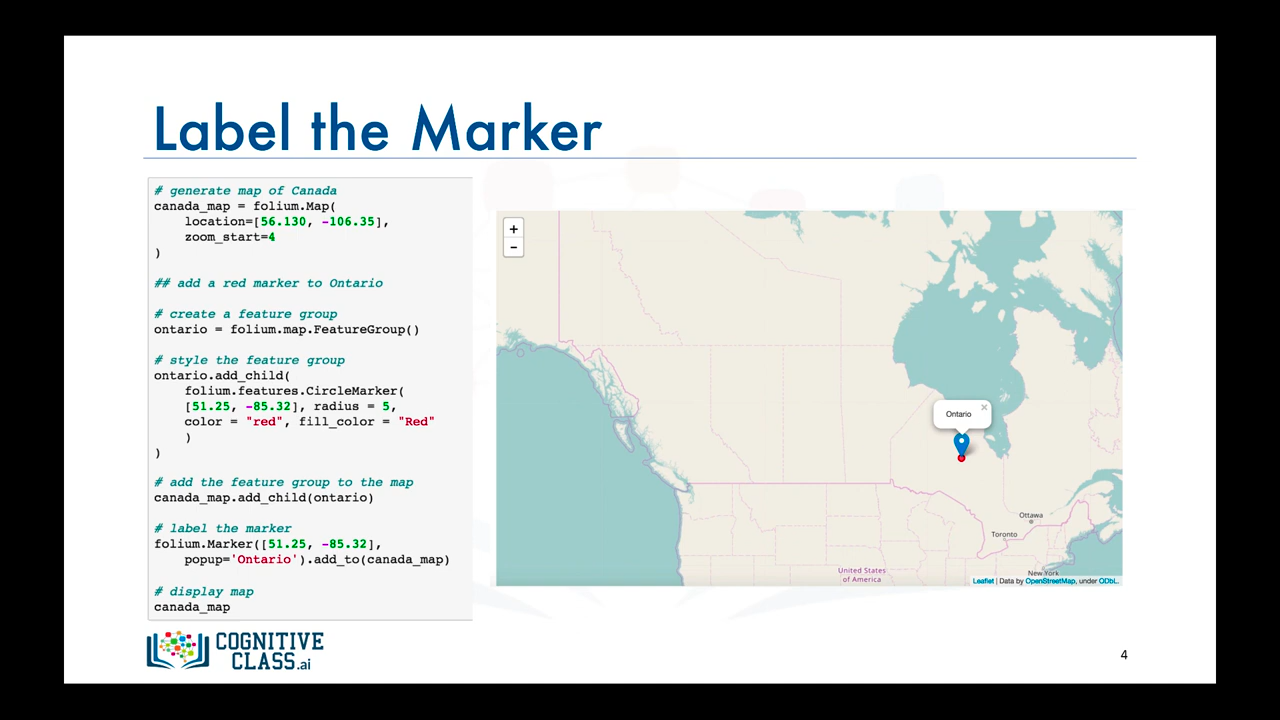 Label the Marker
# generate map of Canada
canada_map = folium.Map(
    location=[56.130, -106.35],
    zoom_start=4
)
## add a red marker to Ontario
# create a feature group
ontario = folium.map.FeatureGroup()
# style the feature group
ontario.add_child(
    folium.features.CircleMarker(
    [51.25, -85.32], radius = 5,
    color = "red", fill_color = "Red"
    )
)
# add the feature group to the map
canada_map.add_child(ontario)
# label the marker
folium.Marker([51.25, -85.32],
    popup='Ontario').add_to(canada_map)
# display map
canada_map
+
−
Ontario
×
Ottawa
Toronto
United States
of America
New York
Leaflet | Data by OpenStreetMap, under ODbL.
COGNITIVE
CLASS.ai
4